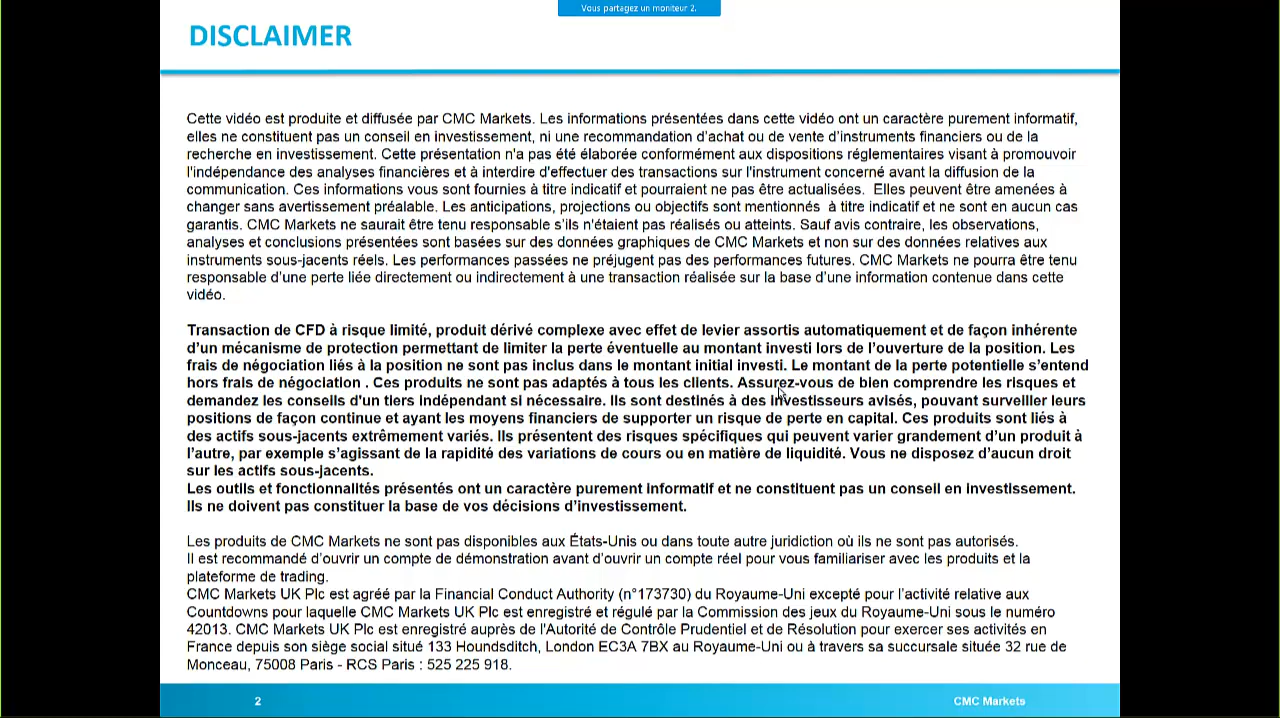 Vous partagez un moniteur 2.
DISCLAIMER
Cette vidéo est produite et diffusée par CMC Markets. Les informations présentées dans cette vidéo ont un caractère purement informatif,
elles ne constituent pas un conseil en investissement, ni une recommandation d’achat ou de vente d’instruments financiers ou de la
recherche en investissement. Cette présentation n'a pas été élaborée conformément aux dispositions réglementaires visant à promouvoir
l'indépendance des analyses financières et à interdire d'effectuer des transactions sur l'instrument concerné avant la diffusion de la
communication. Ces informations vous sont fournies à titre indicatif et pourraient ne pas être actualisées.  Elles peuvent être amenées à
changer sans avertissement préalable. Les anticipations, projections ou objectifs sont mentionnés  à titre indicatif et ne sont en aucun cas
garantis. CMC Markets ne saurait être tenu responsable s’ils n'étaient pas réalisés ou atteints. Sauf avis contraire, les observations,
analyses et conclusions présentées sont basées sur des données graphiques de CMC Markets et non sur des données relatives aux
instruments sous-jacents réels. Les performances passées ne préjugent pas des performances futures. CMC Markets ne pourra être tenu
responsable d’une perte liée directement ou indirectement à une transaction réalisée sur la base d’une information contenue dans cette
vidéo.
Transaction de CFD à risque limité, produit dérivé complexe avec effet de levier assortis automatiquement et de façon inhérente
d’un mécanisme de protection permettant de limiter la perte éventuelle au montant investi lors de l’ouverture de la position. Les
frais de négociation liés à la position ne sont pas inclus dans le montant initial investi. Le montant de la perte potentielle s’entend
hors frais de négociation . Ces produits ne sont pas adaptés à tous les clients. Assurez-vous de bien comprendre les risques et
demandez les conseils d'un tiers indépendant si nécessaire. Ils sont destinés à des investisseurs avisés, pouvant surveiller leurs
positions de façon continue et ayant les moyens financiers de supporter un risque de perte en capital. Ces produits sont liés à
des actifs sous-jacents extrêmement variés. Ils présentent des risques spécifiques qui peuvent varier grandement d’un produit à
l’autre, par exemple s’agissant de la rapidité des variations de cours ou en matière de liquidité. Vous ne disposez d’aucun droit
sur les actifs sous-jacents.
Les outils et fonctionnalités présentés ont un caractère purement informatif et ne constituent pas un conseil en investissement.
Ils ne doivent pas constituer la base de vos décisions d’investissement.
Les produits de CMC Markets ne sont pas disponibles aux États-Unis ou dans toute autre juridiction où ils ne sont pas autorisés.
Il est recommandé d’ouvrir un compte de démonstration avant d’ouvrir un compte réel pour vous familiariser avec les produits et la
plateforme de trading.
CMC Markets UK Plc est agréé par la Financial Conduct Authority (n°173730) du Royaume-Uni excepté pour l’activité relative aux
Countdowns pour laquelle CMC Markets UK Plc est enregistré et régulé par la Commission des jeux du Royaume-Uni sous le numéro
42013. CMC Markets UK Plc est enregistré auprès de l'Autorité de Contrôle Prudentiel et de Résolution pour exercer ses activités en
France depuis son siège social situé 133 Houndsditch, London EC3A 7BX au Royaume-Uni ou à travers sa succursale située 32 rue de
Monceau, 75008 Paris - RCS Paris : 525 225 918.
2
CMC Markets